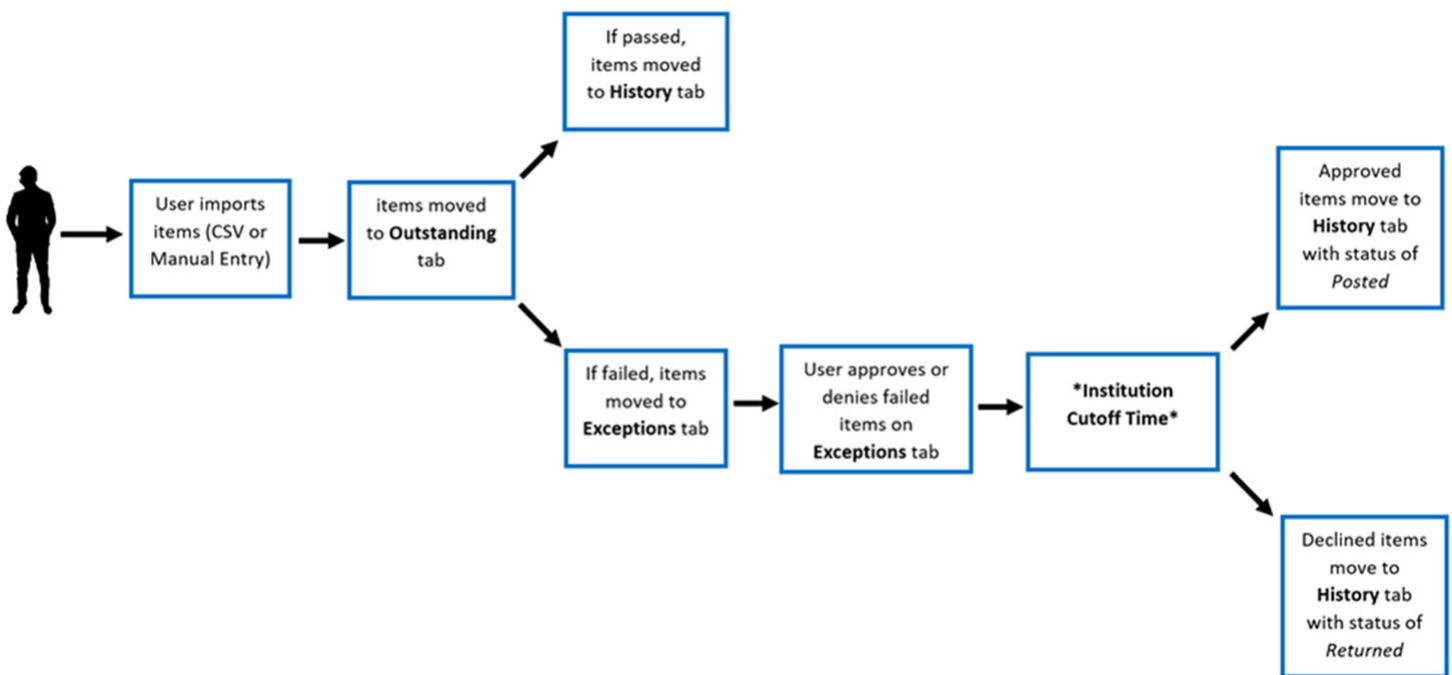 If passed,
items moved
to History tab
User imports
items (CSV or
Manual Entry)
items moved
to Outstanding
tab
If failed, items
moved to
Exceptions tab
User approves or
denies failed
items on
Exceptions tab
*Institution
Cutoff Time*
Approved
items move to
History tab
with status of
Posted
Declined items
move to
History tab
with status of
Returned